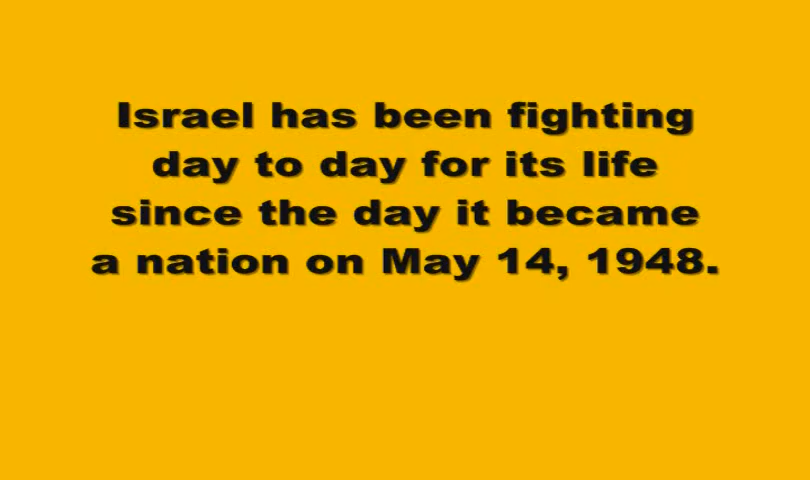 Israel has been fighting
day to day for its life
since the day it became
a nation on May 14, 1948.